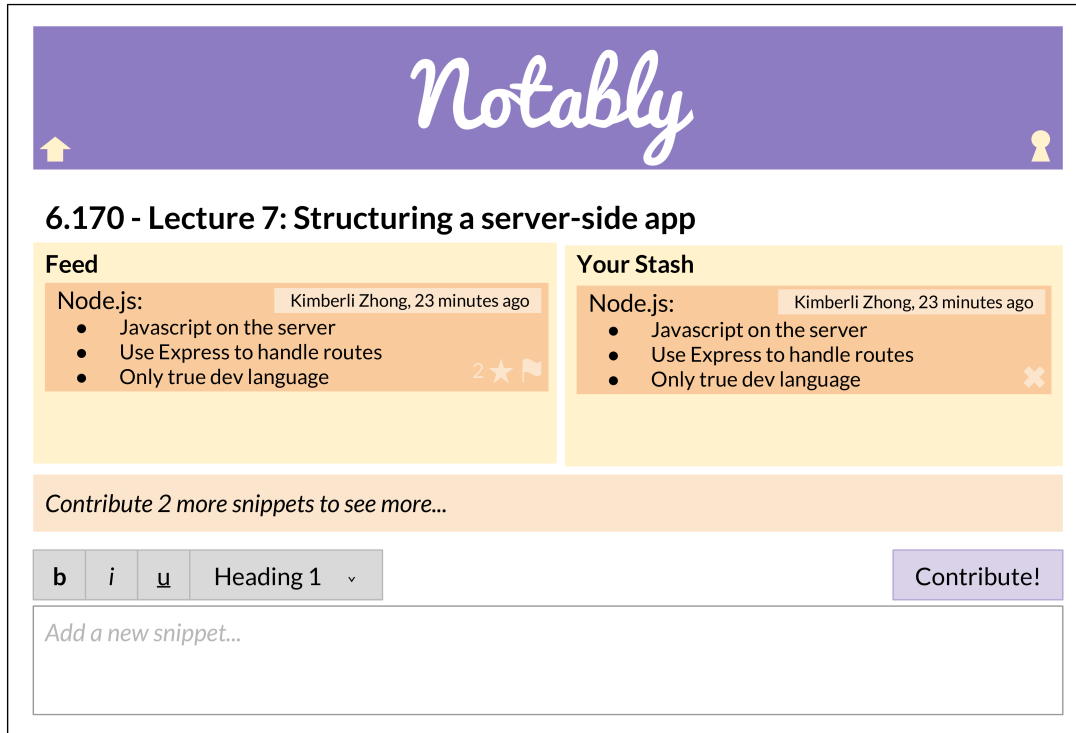 Notably
6.170 - Lecture 7: Structuring a server-side app
Feed
Node.js:
Kimberli Zhong, 23 minutes ago
● Javascript on the server
● Use Express to handle routes
● Only true dev language
2
Your Stash
Node.js:
Kimberli Zhong, 23 minutes ago
● Javascript on the server
● Use Express to handle routes
● Only true dev language
Contribute 2 more snippets to see more...
b i u Heading 1
Contribute!
Add a new snippet...